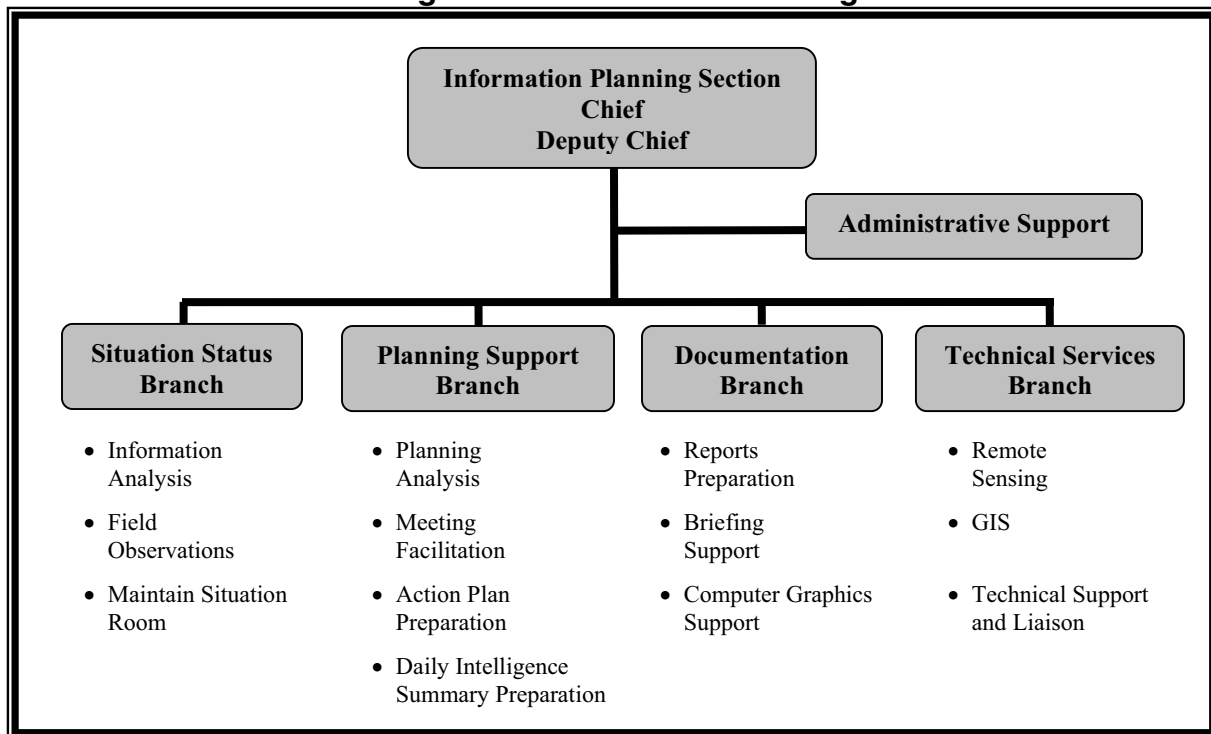 Information Planning Section
Chief
Deputy Chief
Administrative Support
Situation Status
Branch
• Information
Analysis
• Field
Observations
• Maintain Situation
Room
Planning Support
Branch
• Planning
Analysis
• Meeting
Facilitation
• Action Plan
Preparation
• Daily Intelligence
Summary Preparation
Documentation
Branch
• Reports
Preparation
• Briefing
Support
• Computer Graphics
Support
Technical Services
Branch
• Remote
Sensing
• GIS
• Technical Support
and Liaison